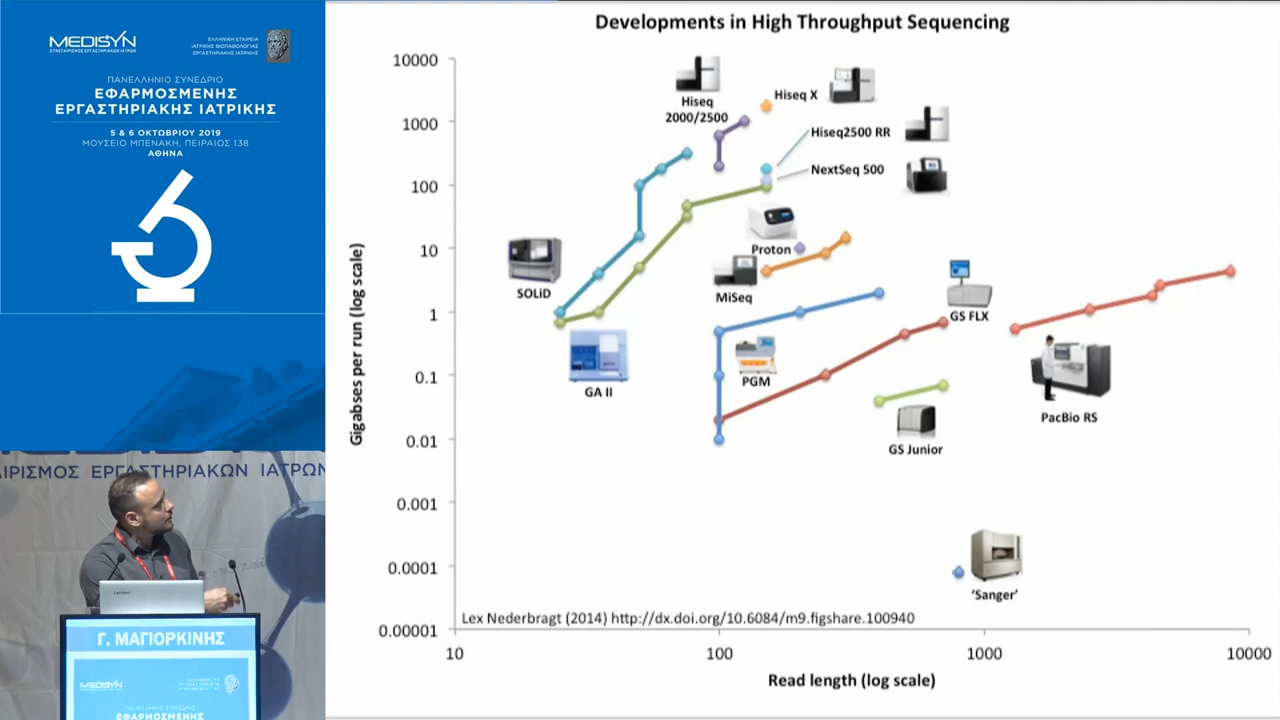 MEDISYN
ΣΥΝΕΤΑΙΡΙΣΜΟΣ ΕΡΓΑΣΤΗΡΙΑΚΩΝ ΙΑΤΡΩΝ
ΕΛΛΗΝΙΚΗ ΕΤΑΙΡΕΙΑ
ΙΑΤΡΙΚΗΣ ΒΙΟΠΑΘΟΛΟΓΙΑΣ
ΕΡΓΑΣΤΗΡΙΑΚΗΣ ΙΑΤΡΙΚΗΣ
ΠΑΝΕΛΛΗΝΙΟ ΣΥΝΕΔΡΙΟ
ΕΦΑΡΜΟΣΜΕΝΗΣ
ΕΡΓΑΣΤΗΡΙΑΚΗΣ ΙΑΤΡΙΚΗΣ
5 & 6 ΟΚΤΩΒΡΙΟΥ 2019
ΜΟΥΣΕΙΟ ΜΠΕΝΑΚΗ, ΠΕΙΡΑΙΩΣ 138
ΑΘΗΝΑ
ΑΙΡΙΣΜΟΣ ΕΡΓΑΣΤΗΡΙΑΚΩΝ ΙΑΤΡΩΝ
Lenovo
Γ. ΜΑΓΙΟΡΚΙΝΗΣ
MEDISYN
ΠΑΝΕΛΛΗΝΙΟ ΣΥΝΕΔΡΙΟ
ΕΦΑΡΜΟΣΜΕΝΗΣ
Developments in High Throughput Sequencing
Gigabses per run (log scale)
10000
1000
100
10
1
0.1
0.01
0.001
0.0001
0.00001
Hiseq
2000/2500
Hiseq X
Hiseq2500 RR
NextSeq 500
SOLiD
Proton
MiSeq
GS FLX
GA II
PGM
PacBio RS
GS Junior
‘Sanger’
Lex Nederbragt (2014) http://dx.doi.org/10.6084/m9.figshare.100940
10
100
1000
10000
Read length (log scale)